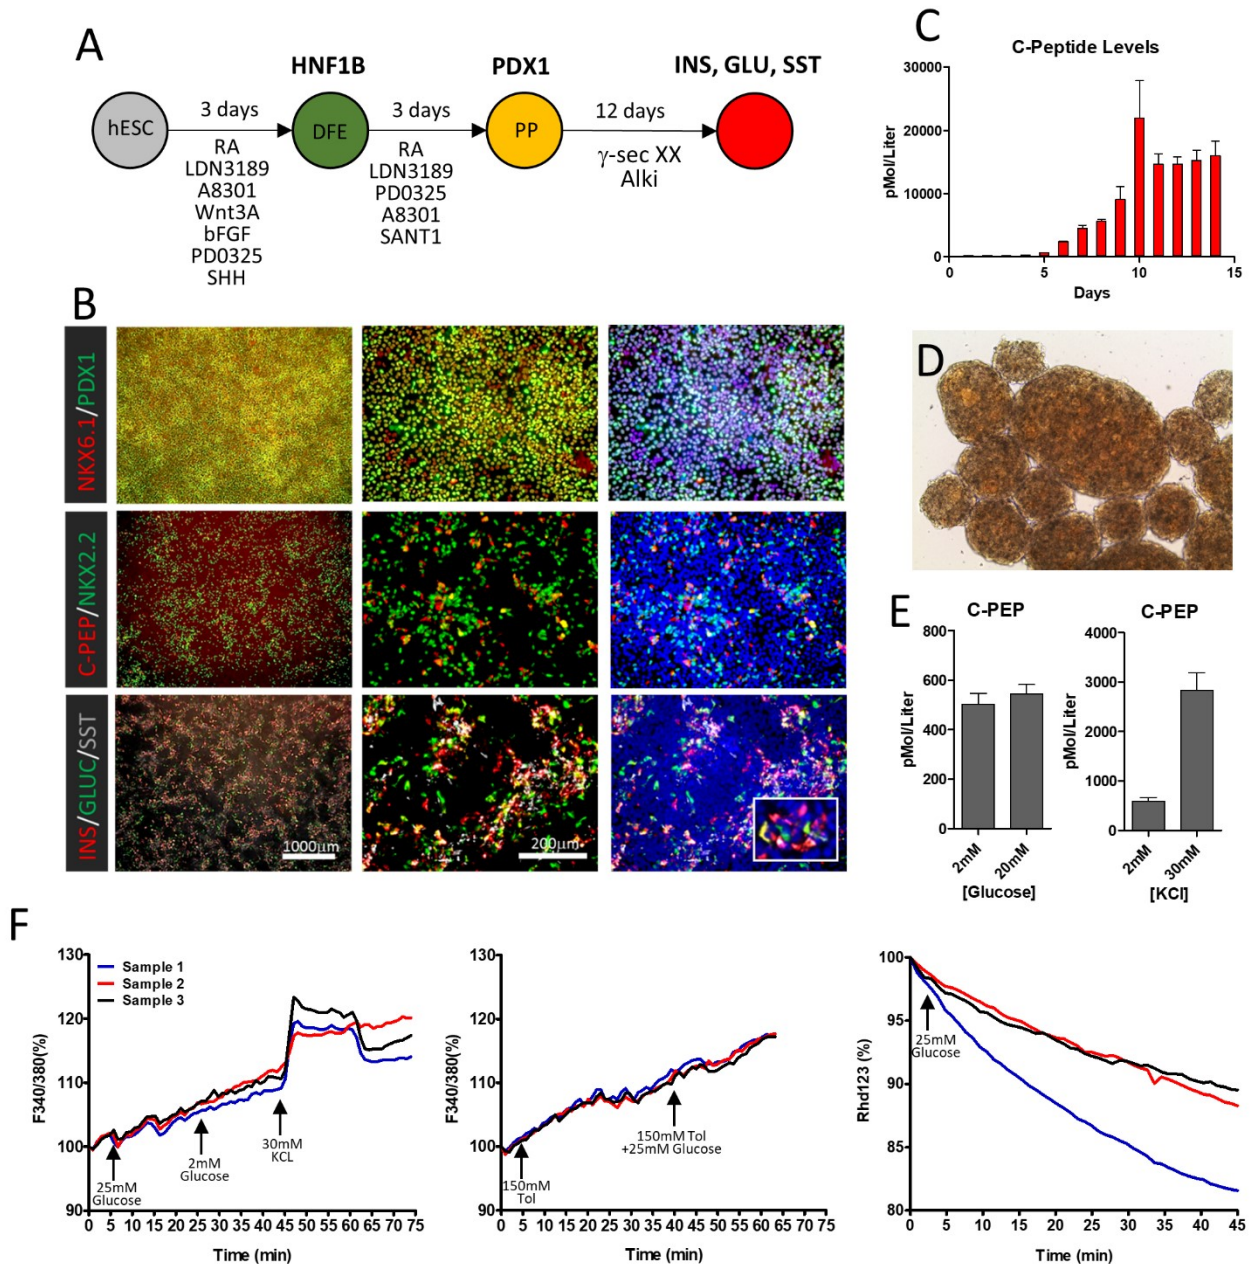 A
HNF1B
PDX1
INS, GLU, SST
hESC
3 days
DFE
3 days
PP
12 days
RA
LDN3189
A8301
Wnt3A
bFGF
PD0325
SHH
RA
LDN3189
PD0325
A8301
SANT1
γ-sec XX
Alki
C
C-Peptide Levels
pMol/Liter
30000
20000
10000
0
0
5
10
15
Days
B
NKX6.1/PDX1
C-PEP/NKX2.2
INS/GLUC/SST
1000μm
200μm
D
E
C-PEP
pMol/Liter
800
600
400
200
0
2mM
20mM
[Glucose]
C-PEP
pMol/Liter
4000
3000
2000
1000
0
2mM
30mM
[KCl]
F
F340/380(%)
130
120
110
100
90
Sample 1
Sample 2
Sample 3
25mM
Glucose
2mM
Glucose
30mM
KCL
0 5 10 15 20 25 30 35 40 45 50 55 60 65 70 75
Time (min)
F340/380(%)
130
120
110
100
90
150mM
Tol
150mM Tol
+25mM Glucose
0 5 10 15 20 25 30 35 40 45 50 55 60 65 70 75
Time (min)
Rhd123 (%)
100
95
90
85
80
25mM
Glucose
0 5 10 15 20 25 30 35 40 45
Time (min)